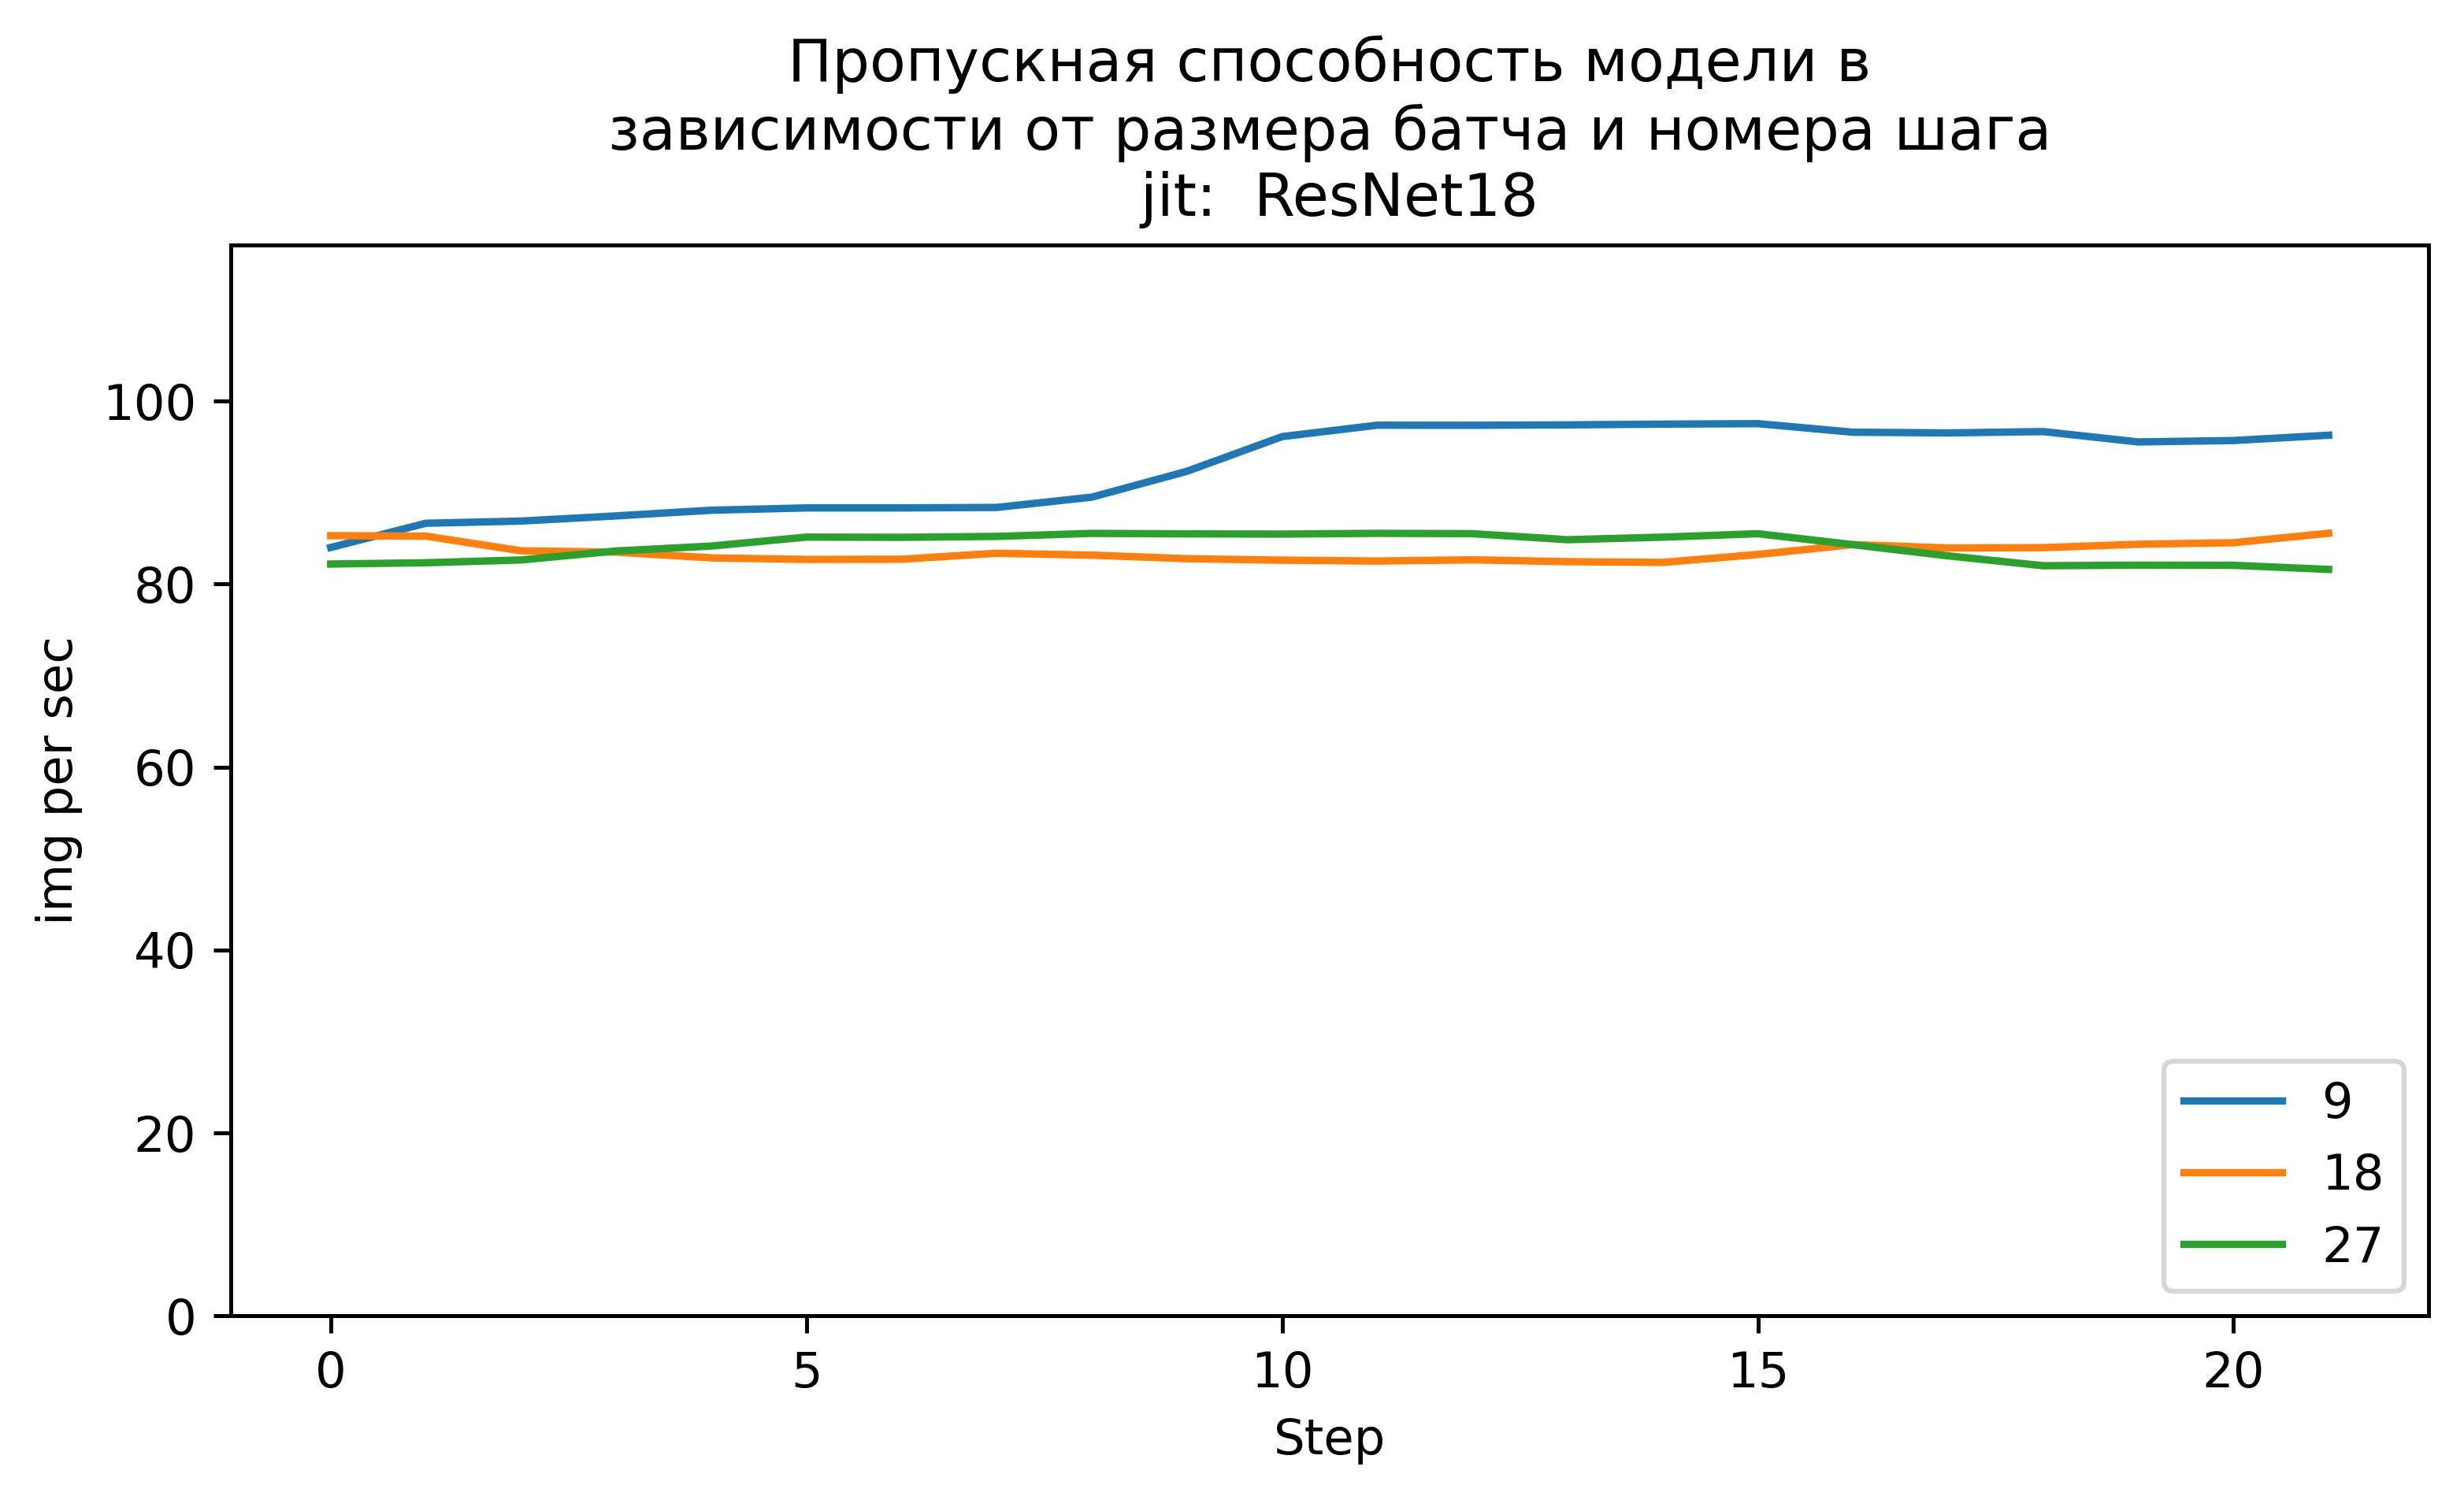 Пропускная способность модели в
зависимости от размера батча и номера шага
jit:  ResNet18
img per sec
100
80
60
40
20
0
0
5
10
15
20
Step
9
18
27